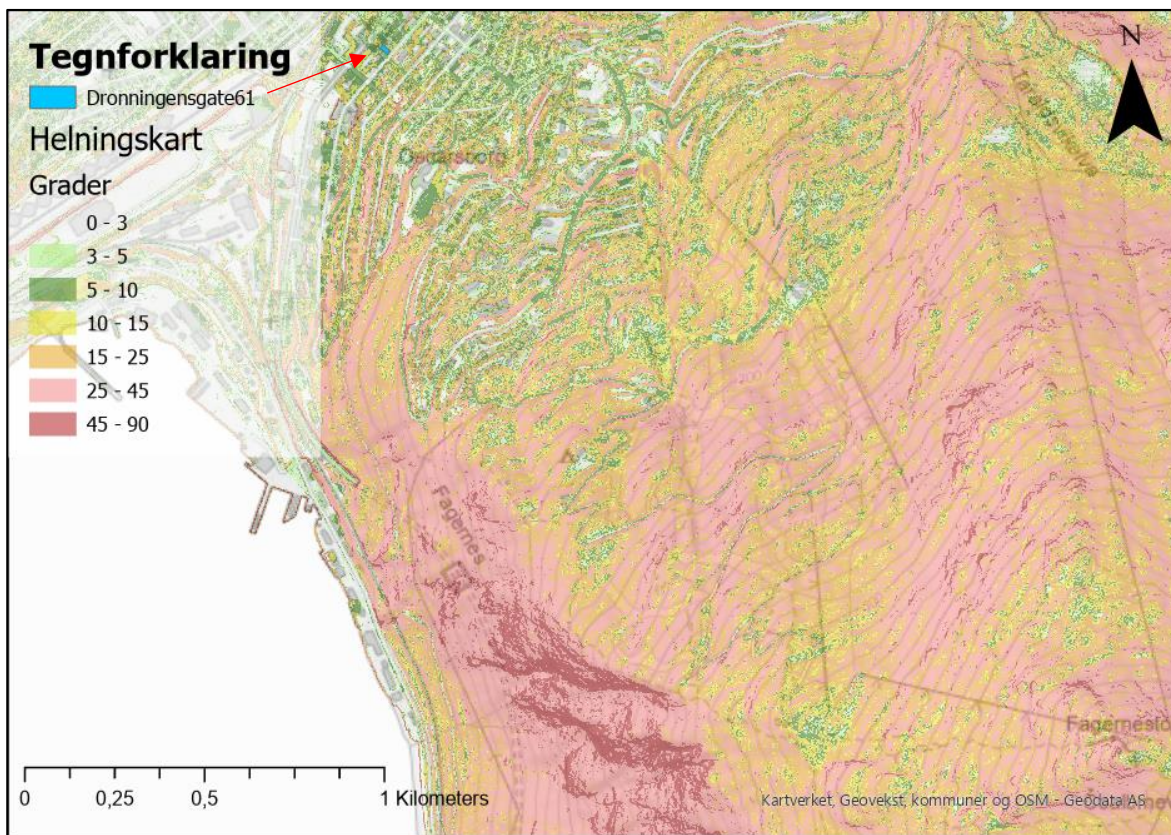 Tegnforklaring
Dronningensgate61
Helningskart
Grader
0 - 3
3 - 5
5 - 10
10 - 15
15 - 25
25 - 45
45 - 90
N
Oscarsborg
Fagernes
0 0,25 0,5 1 Kilometers
Kartverket, Geovekst, kommuner og OSM - Geodata AS